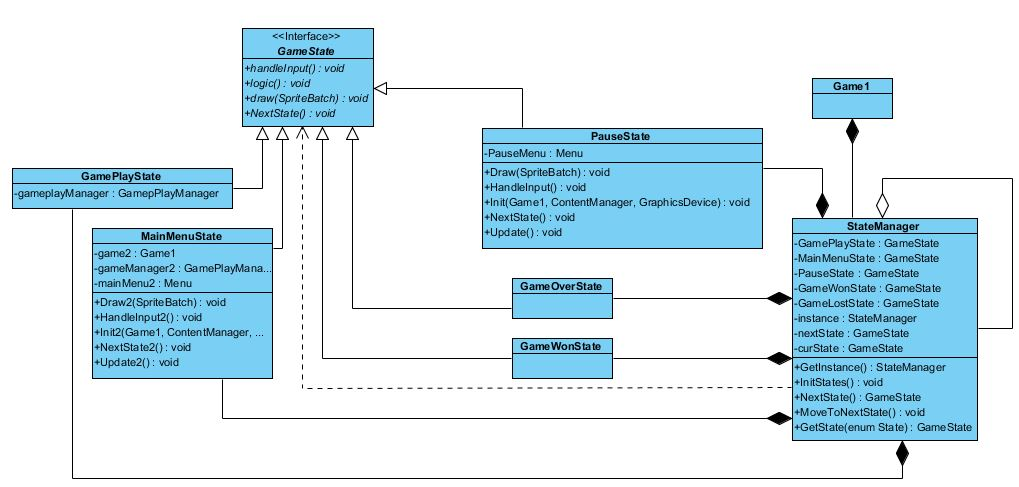 <<Interface>>
GameState
+handleInput() : void
+logic() : void
+draw(SpriteBatch) : void
+NextState() : void
Game1
PauseState
-PauseMenu : Menu
+Draw(SpriteBatch) : void
+HandleInput() : void
+Init(Game1, ContentManager, GraphicsDevice) : void
+NextState() : void
+Update() : void
GamePlayState
-gameplayManager : GamepPlayManager
MainMenuState
-game2 : Game1
-gameManager2 : GamePlayMana...
-mainMenu2 : Menu
+Draw2(SpriteBatch) : void
+HandleInput2() : void
+Init2(Game1, ContentManager, ...
+NextState2() : void
+Update2() : void
GameOverState
GameWonState
StateManager
-GamePlayState : GameState
-MainMenuState : GameState
-PauseState : GameState
-GameWonState : GameState
-GameLostState : GameState
-instance : StateManager
-nextState : GameState
-curState : GameState
+GetInstance() : StateManager
+InitStates() : void
+NextState() : GameState
+MoveToNextState() : void
+GetState(enum State) : GameState